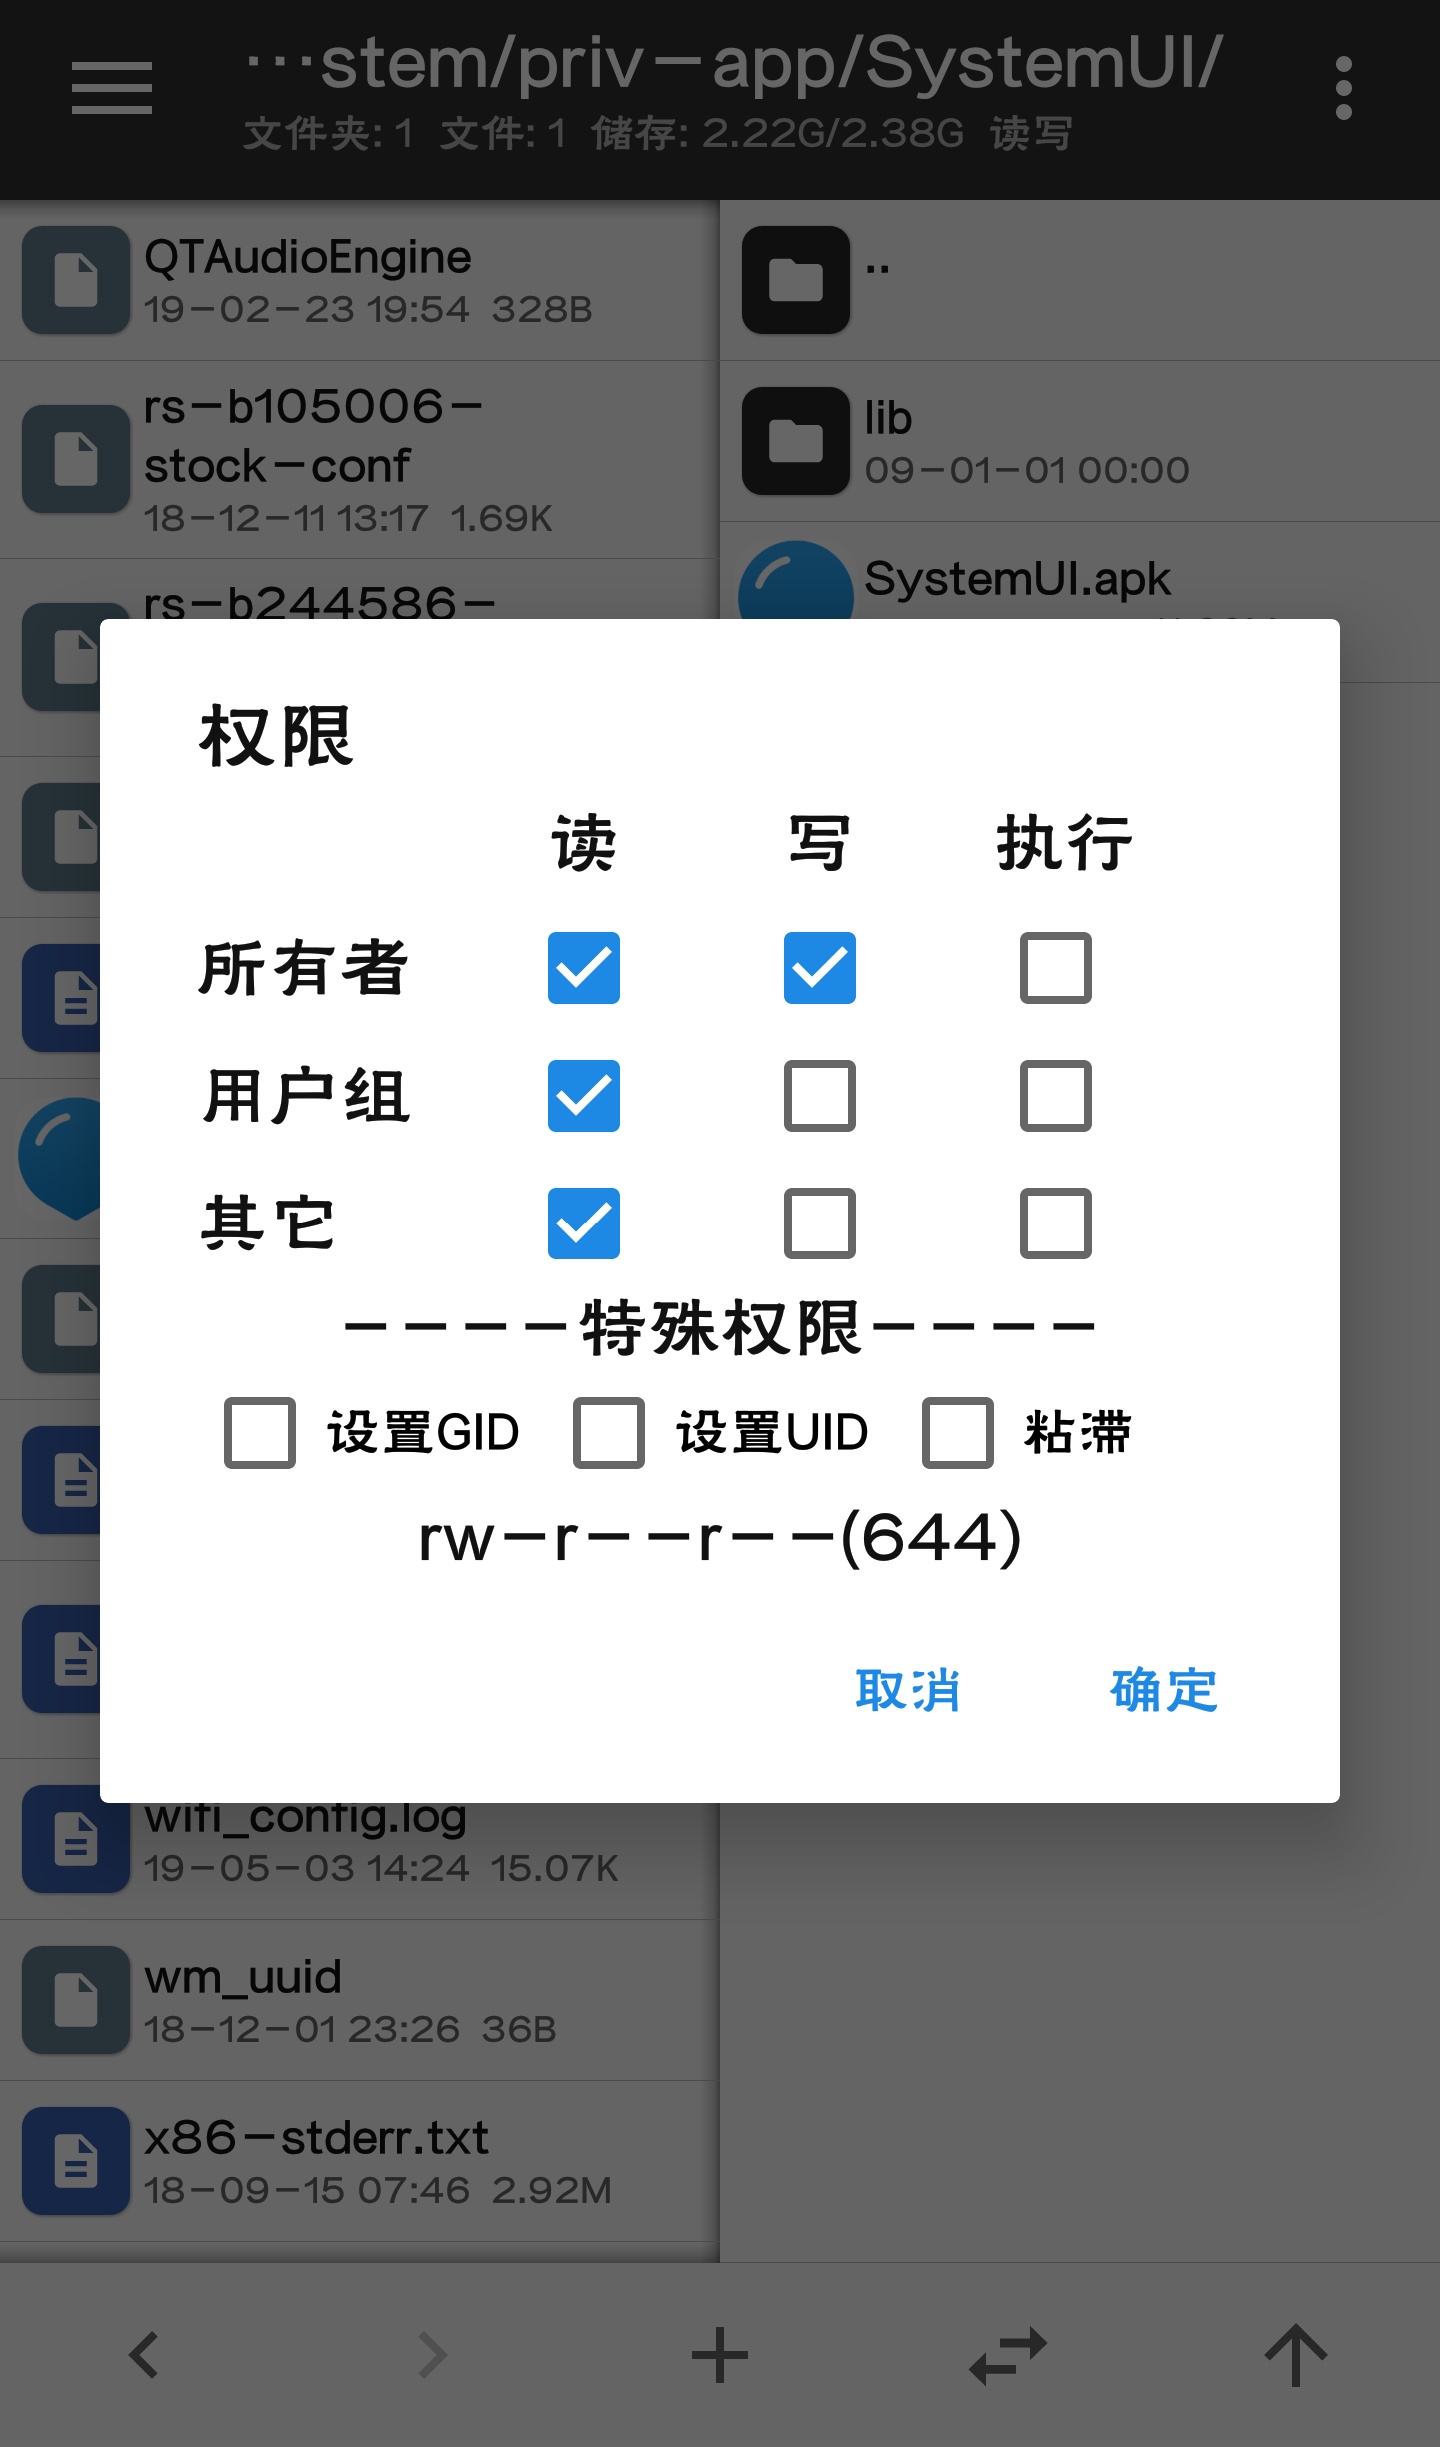 …stem/priv-app/SystemUI/
文件夹: 1 文件: 1 储存: 2.22G/2.38G 读写
QTAudioEngine
19-02-23 19:54 328B
rs-b105006-
stock-conf
18-12-11 13:17 1.69K
rs-b244586-
..
lib
09-01-01 00:00
SystemUI.apk
权限
读 写 执行
所有者
用户组
其它
----特殊权限----
设置GID 设置UID 粘滞
rw-r--r--(644)
取消 确定
wifi_config.log
19-05-03 14:24 15.07K
wm_uuid
18-12-01 23:26 36B
x86-stderr.txt
18-09-15 07:46 2.92M